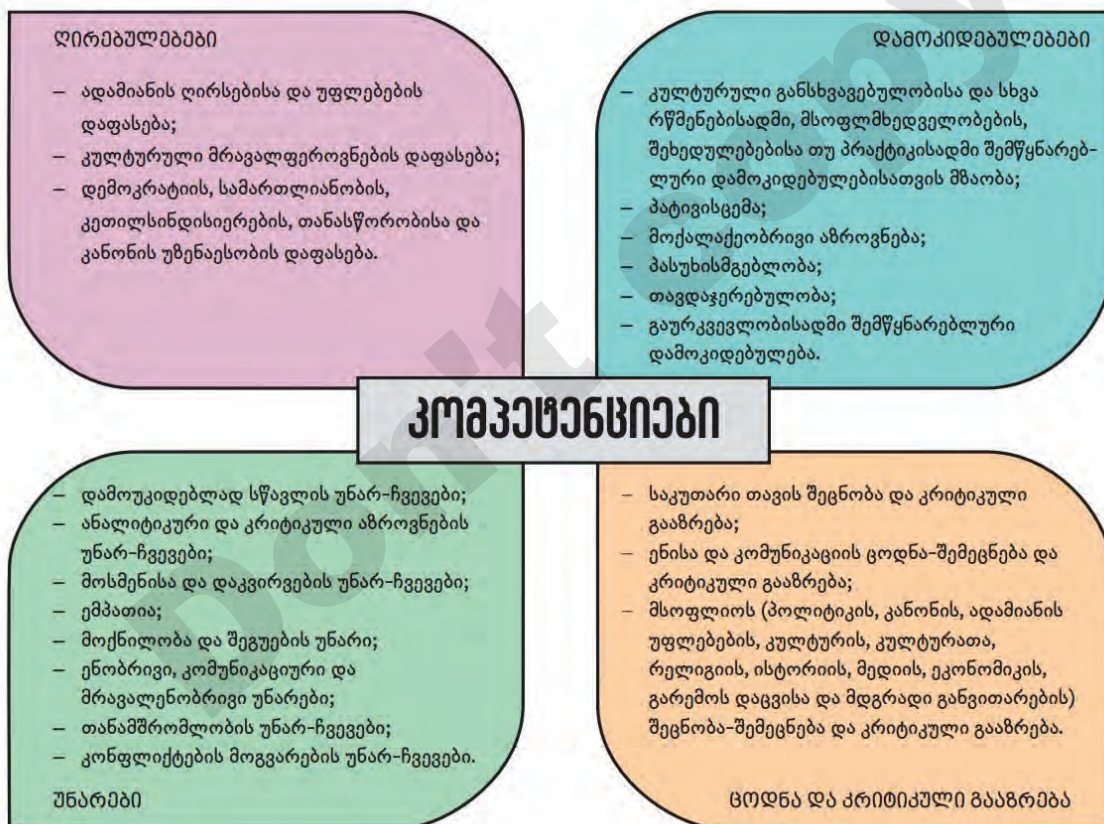 ღირებულებები
– ადამიანის ღირსებისა და უფლებების
დაფასება;
– კულტურული მრავალფეროვნების დაფასება;
– დემოკრატიის, სამართლიანობის,
კეთილსინდისიერების, თანასწორობისა და
კანონის უზენაესობის დაფასება.
დამოკიდებულებები
– კულტურული განსხვავებულობისა და სხვა
რწმენებისადმი, მსოფლმხედველობების,
შეხედულებებისა თუ პრაქტიკისადმი შემწყნარებ-
ლური დამოკიდებულებისათვის მზაობა;
– პატივისცემა;
– მოქალაქეობრივი აზროვნება;
– პასუხისმგებლობა;
– თავდაჯერებულობა;
– გაურკვევლობისადმი შემწყნარებლური
დამოკიდებულება.
კომპეტენციები
– დამოუკიდებლად სწავლის უნარ-ჩვევები;
– ანალიტიკური და კრიტიკული აზროვნების
უნარ-ჩვევები;
– მოსმენისა და დაკვირვების უნარ-ჩვევები;
– ემპათია;
– მოქნილობა და შეგუების უნარი;
– ენობრივი, კომუნიკაციური და
მრავალენობრივი უნარები;
– თანამშრომლობის უნარ-ჩვევები;
– კონფლიქტების მოგვარების უნარ-ჩვევები.
უნარები
– საკუთარი თავის შეცნობა და კრიტიკული
გააზრება;
– ენისა და კომუნიკაციის ცოდნა-შემეცნება და
კრიტიკული გააზრება;
– მსოფლიოს (პოლიტიკის, კანონის, ადამიანის
უფლებების, კულტურის, კულტურათა,
რელიგიის, ისტორიის, მედიის, ეკონომიკის,
გარემოს დაცვისა და მდგრადი განვითარების)
შეცნობა-შემეცნება და კრიტიკული გააზრება.
ცოდნა და კრიტიკული გააზრება
Don't copy